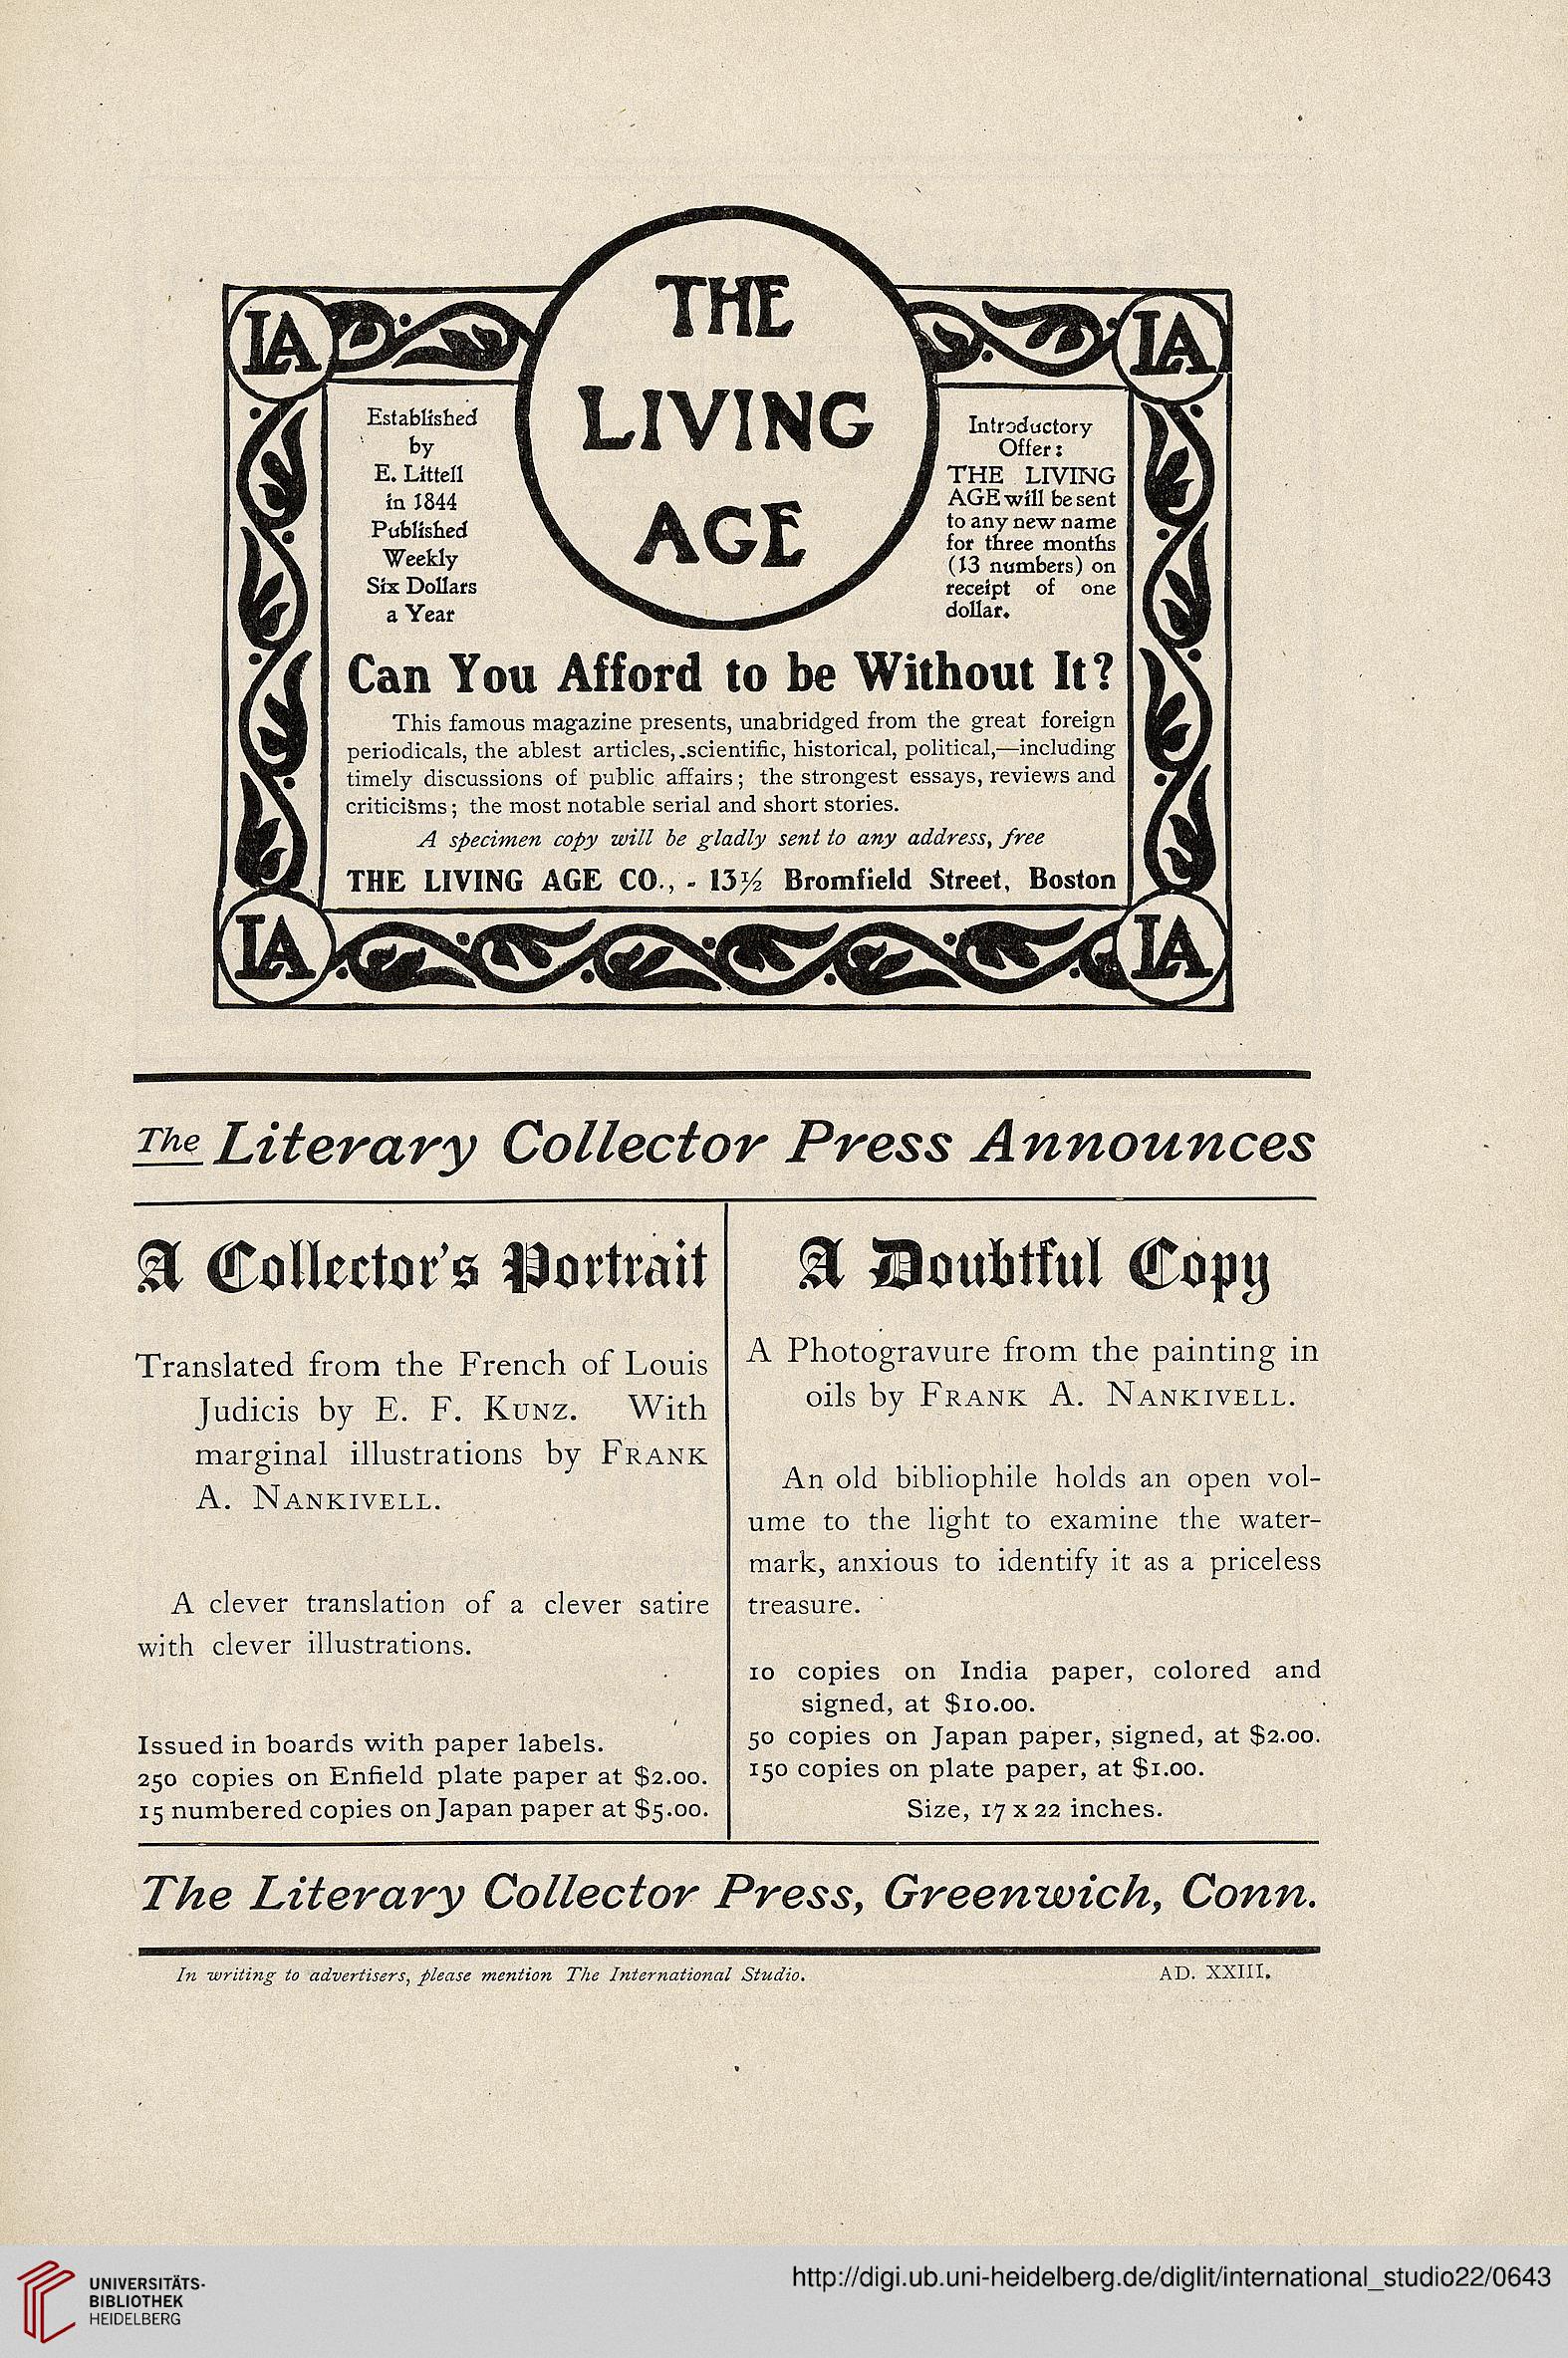 THE
LIVING
AGE
LA
LA
Established
by
E. Littell
in 1844
Published
Weekly
Six Dollars
a Year
Introductory
Offer:
THE LIVING
AGE will be sent
to any new name
for three months
(13 numbers) on
receipt of one
dollar.
Can You Afford to be Without It?
This famous magazine presents, unabridged from the great foreign
periodicals, the ablest articles, scientific, historical, political,—including
timely discussions of public affairs; the strongest essays, reviews and
criticisms; the most notable serial and short stories.
A specimen copy will be gladly sent to any address, free
THE LIVING AGE CO., - 13½ Bromfield Street, Boston
LA
LA
The Literary Collector Press Announces
A Collector's Portrait
Translated from the French of Louis
Judicis by E. F. KUNZ. With
marginal illustrations by FRANK
A. NANKIVELL.
A clever translation of a clever satire
with clever illustrations.
Issued in boards with paper labels.
250 copies on Enfield plate paper at $2.00.
15 numbered copies on Japan paper at $5.00.
A Doubtful Copy
A Photogravure from the painting in
oils by FRANK A. NANKIVELL.
An old bibliophile holds an open vol-
ume to the light to examine the water-
mark, anxious to identify it as a priceless
treasure.
10 copies on India paper, colored and
signed, at $10.00.
50 copies on Japan paper, signed, at $2.00.
150 copies on plate paper, at $1.00.
Size, 17 x 22 inches.
The Literary Collector Press, Greenwich, Conn.
In writing to advertisers, please mention The International Studio.
AD. XXIII.
UNIVERSITÄTS-
BIBLIOTHEK
HEIDELBERG
http://digi.ub.uni-heidelberg.de/diglit/international_studio22/0643